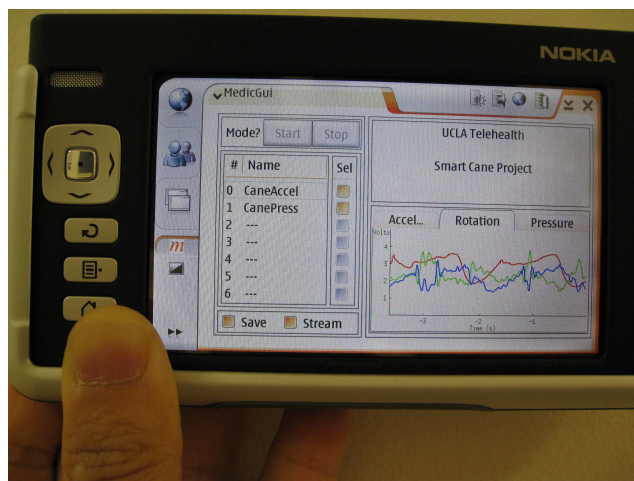 NOKIA
MedicGui
Mode? Start Stop
# Name Sel
0 CaneAccel
1 CanePress
2 ---
3 ---
4 ---
5 ---
6 ---
Save Stream
UCLA Telehealth
Smart Cane Project
Accel... Rotation Pressure
Volts
4
3
2
1
-3 -2 -1
Time (s)
m